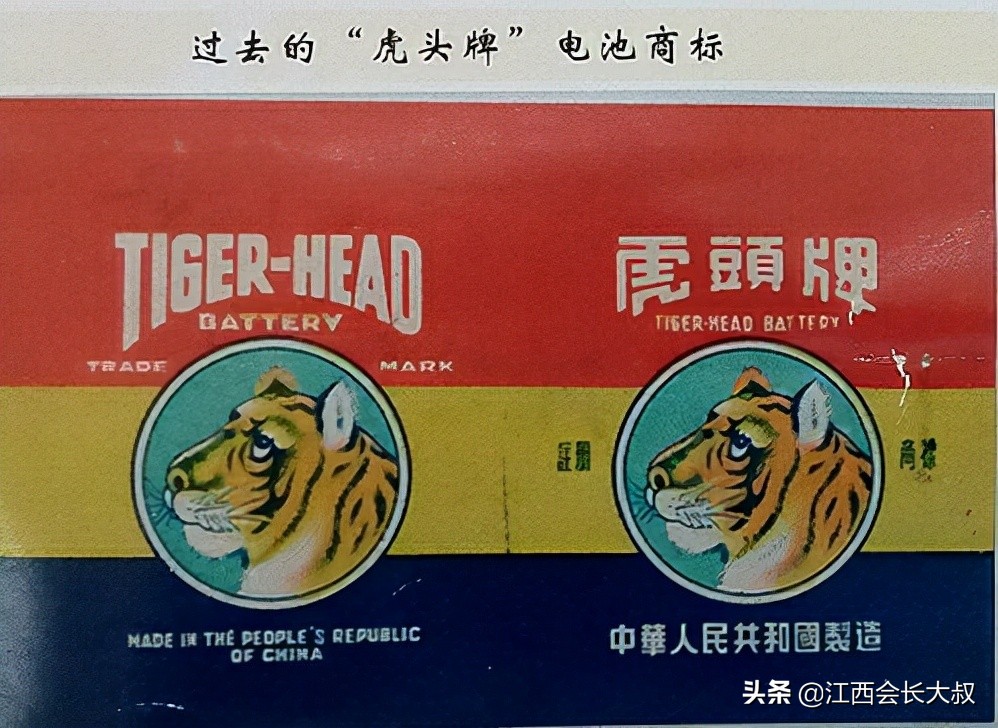 过去的“虎头牌”电池商标
TIGER-HEAD
BATTERY
TRADE MARK
MADE IN THE PEOPLE'S REPUBLIC
OF CHINA
虎頭牌
TIGER-HEAD BATTERY
中華人民共和國製造
头条 @江西会长大叔